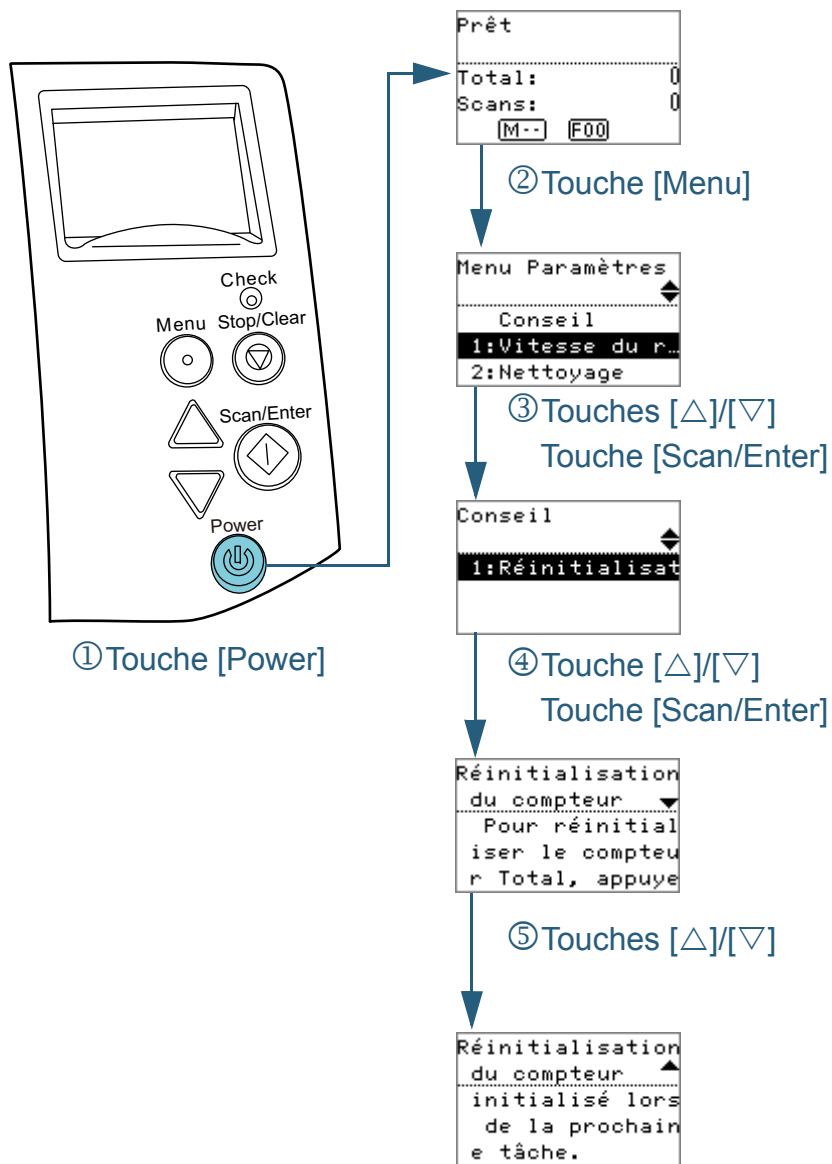 Prêt
Total: 0
Scans: 0
M-- F00
②Touche [Menu]
Menu Paramètres
Conseil
1:Vitesse du r…
2:Nettoyage
③Touches [△]/[▽]
Touche [Scan/Enter]
Conseil
1:Réinitialisat
④Touche [△]/[▽]
Touche [Scan/Enter]
Réinitialisation
du compteur
Pour réinitial
iser le compteu
r Total, appuye
⑤Touches [△]/[▽]
Réinitialisation
du compteur
initialisé lors
de la prochain
e tâche.
Check
Menu Stop/Clear
Scan/Enter
Power
①Touche [Power]